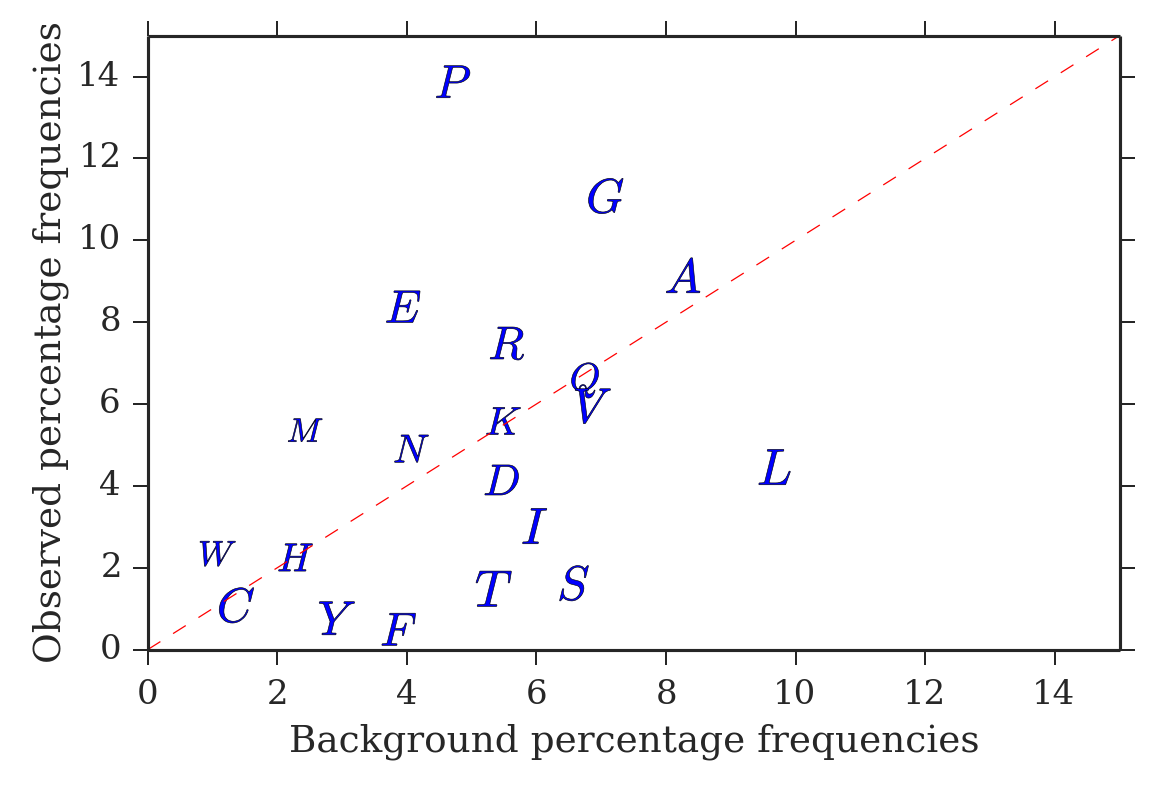 Observed percentage frequencies
14
12
10
8
6
4
2
0
P
G
A
E
R
Q
V
K
M
N
L
D
I
W
H
S
T
C
Y
F
0 2 4 6 8 10 12 14
Background percentage frequencies